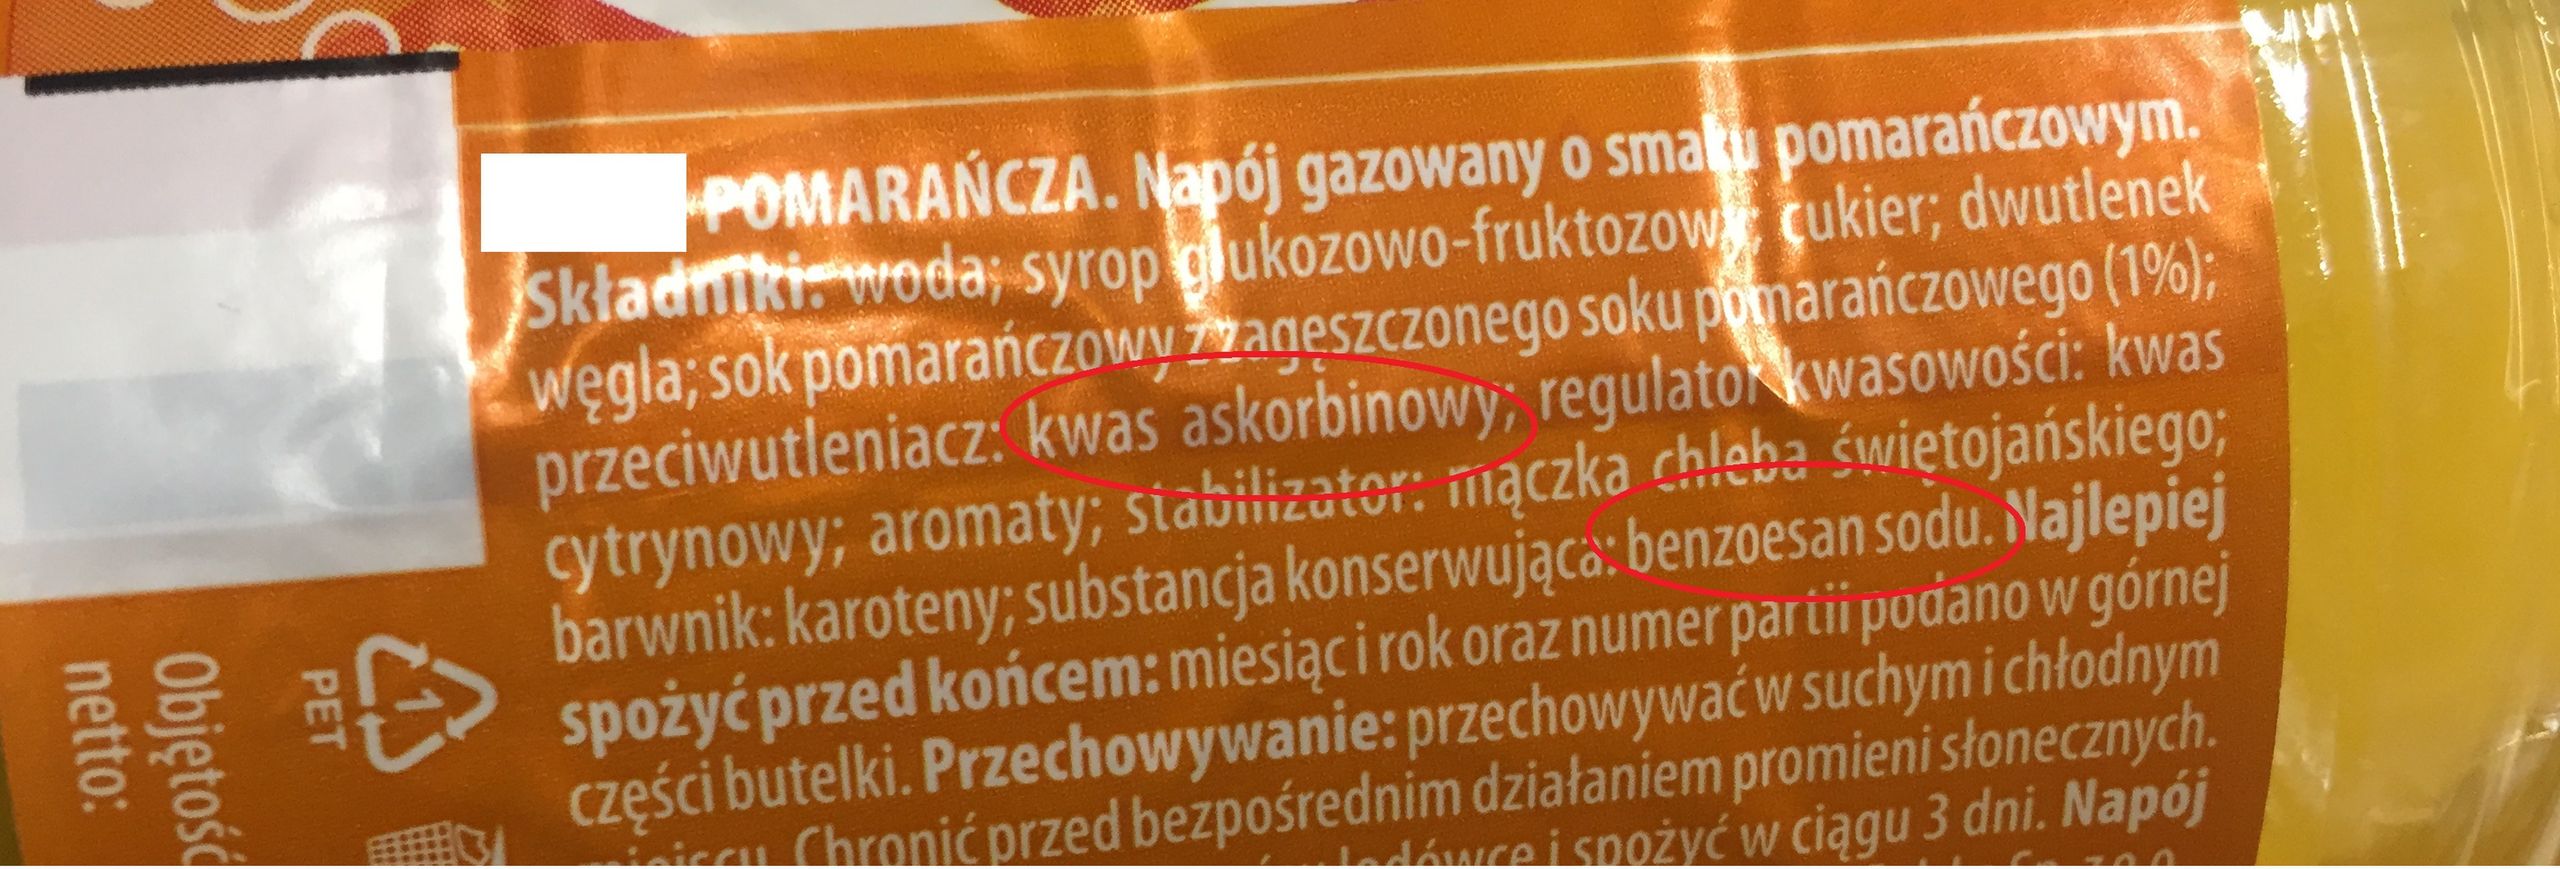 POMARAŃCZA. Napój gazowany o smaku pomarańczowym.
Składniki: woda; syrop glukozowo-fruktozowy; cukier; dwutlenek
węgla; sok pomarańczowy z zagęszczonego soku pomarańczowego (1%);
przeciwutleniacz: kwas askorbinowy; regulator kwasowości: kwas
cytrynowy; aromaty; stabilizator: mączka chleba świętojańskiego;
barwnik: karoteny; substancja konserwująca: benzoesan sodu. Najlepiej
spożyć przed końcem: miesiąc i rok oraz numer partii podano w górnej
części butelki. Przechowywanie: przechowywać w suchym i chłodnym
miejscu. Chronić przed bezpośrednim działaniem promieni słonecznych.
lodówce i spożyć w ciągu 3 dni. Napój
Sp. z o.o.
1
PET
Objętość
netto: